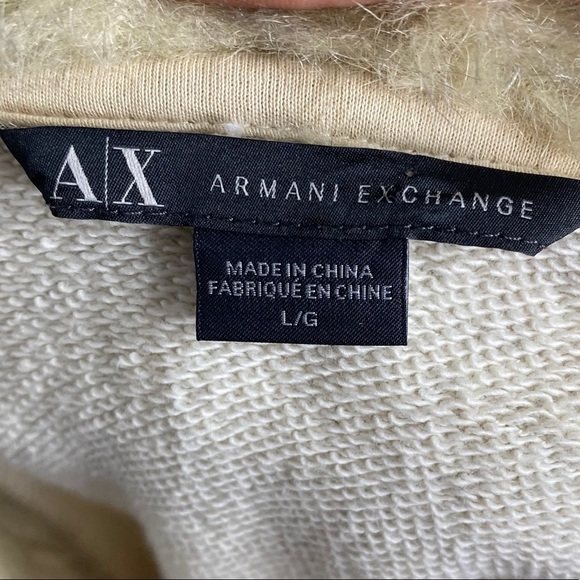 A|X ARMANI EXCHANGE
MADE IN CHINA
FABRIQUÉ EN CHINE
L/G